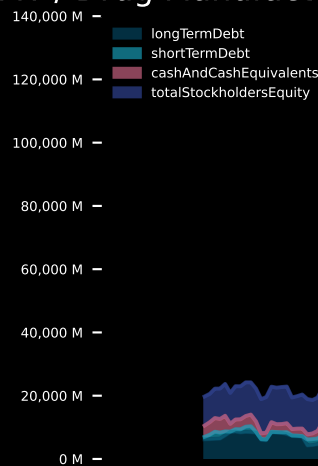 140,000 M
longTermDebt
shortTermDebt
120,000 M
cashAndCashEquivalents
totalStockholdersEquity
100,000 M
80,000 M
60,000 M
40,000 M
20,000 M
0 M